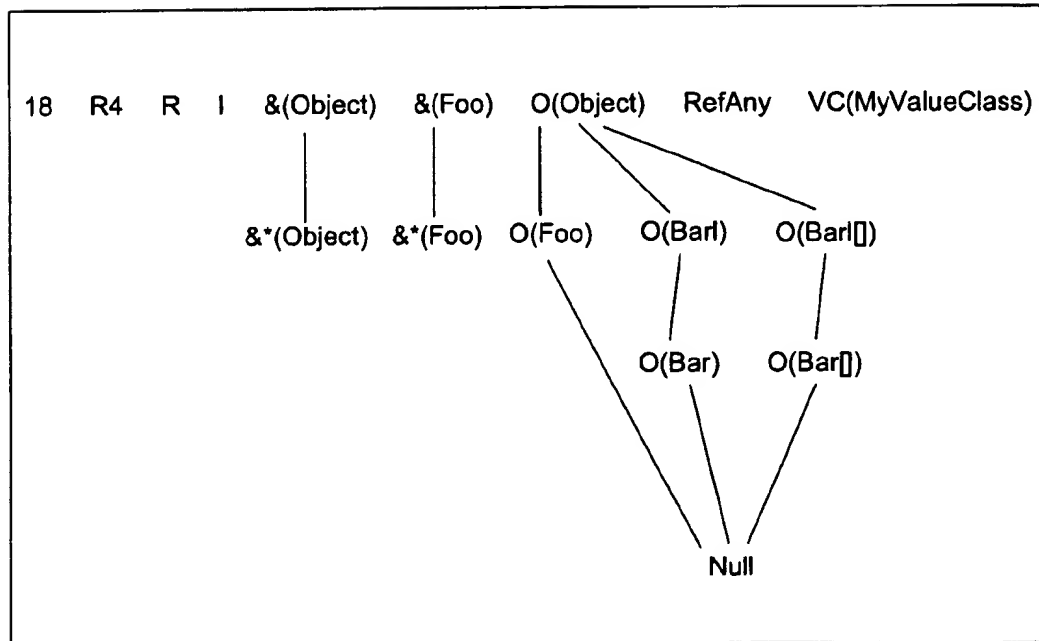 18 R4 R I &(Object) &(Foo) O(Object) RefAny VC(MyValueClass)
&*(Object) &*(Foo) O(Foo) O(BarI) O(BarI[])
O(Bar) O(Bar[])
Null